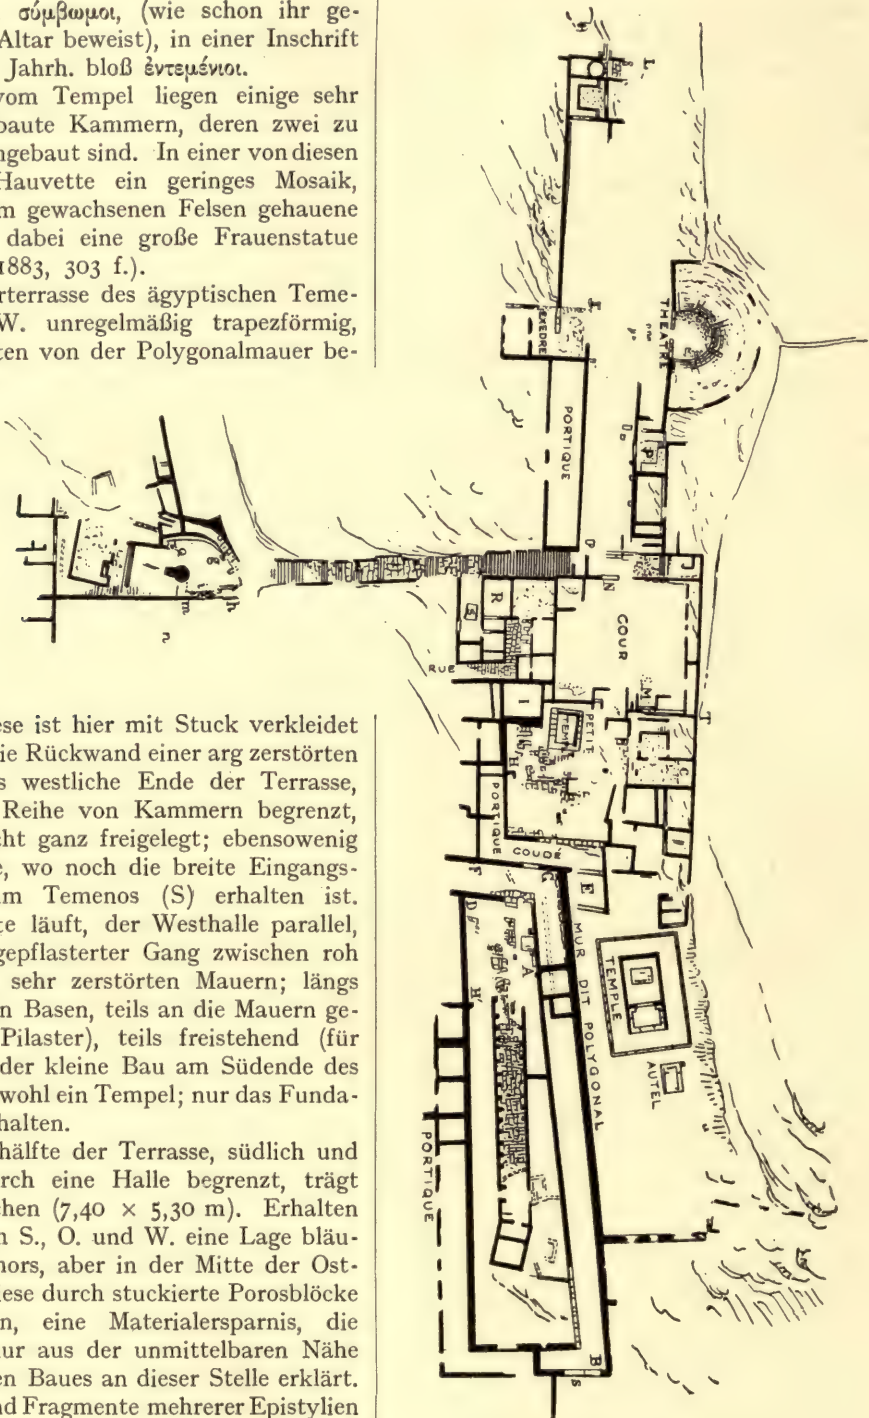 σύμβωμοι, (wie schon ihr ge-
Altar beweist), in einer Inschrift
Jahrh. bloß ἐντεμένιοι.
vom Tempel liegen einige sehr
baute Kammern, deren zwei zu
ngebaut sind. In einer von diesen
Hauvette ein geringes Mosaik,
m gewachsenen Felsen gehauene
dabei eine große Frauenstatue
1883, 303 f.).
rterrasse des ägyptischen Teme-
W. unregelmäßig trapezförmig,
ten von der Polygonalmauer be-
ese ist hier mit Stuck verkleidet
ie Rückwand einer arg zerstörten
s westliche Ende der Terrasse,
Reihe von Kammern begrenzt,
cht ganz freigelegt; ebensowenig
e, wo noch die breite Eingangs-
m Temenos (S) erhalten ist.
te läuft, der Westhalle parallel,
gepflasterter Gang zwischen roh
sehr zerstörten Mauern; längs
n Basen, teils an die Mauern ge-
Pilaster), teils freistehend (für
der kleine Bau am Südende des
wohl ein Tempel; nur das Funda-
halten.
hälfte der Terrasse, südlich und
urch eine Halle begrenzt, trägt
chen (7,40 × 5,30 m). Erhalten
n S., O. und W. eine Lage bläu-
mors, aber in der Mitte der Ost-
iese durch stuckierte Porosblöcke
n, eine Materialersparnis, die
nur aus der unmittelbaren Nähe
en Baues an dieser Stelle erklärt.
nd Fragmente mehrerer Epistylien
L
THEATRE
EXEDRE
PORTIQUE
P
N
COUR
R
S
RUE
M
I
PETIT
TEMPLE
H
C
PORTIQUE
COUR
F
G
E
D
A
H'
MUR DIT POLYGONAL
TEMPLE
AUTEL
PORTIQUE
B
s
g
m
h
n